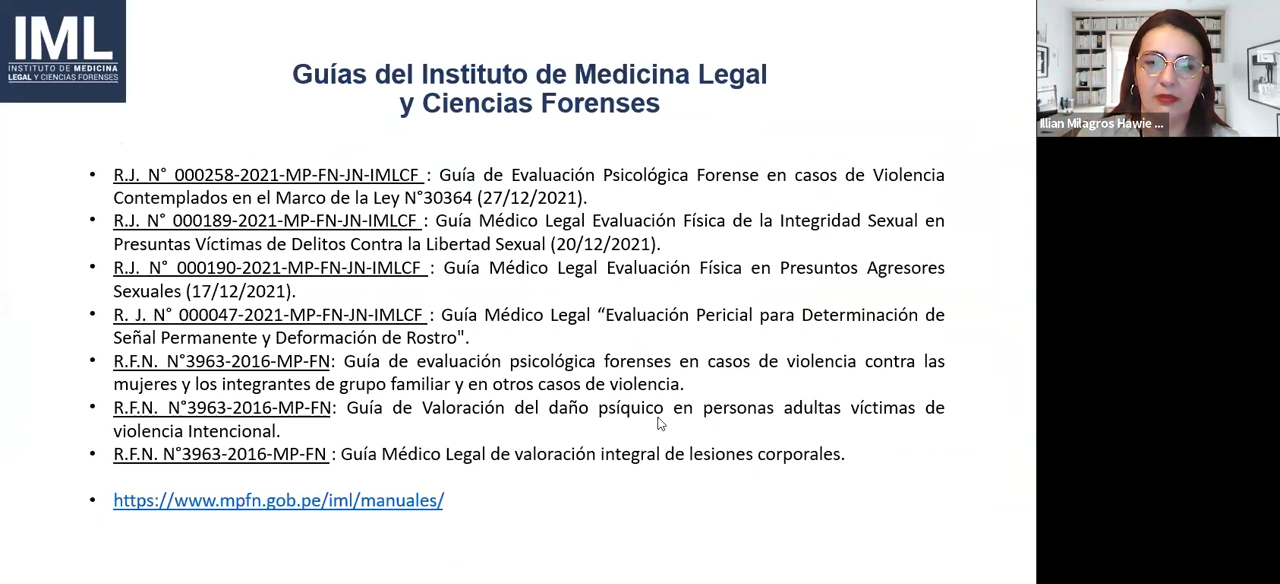 IML
INSTITUTO DE MEDICINA
LEGAL Y CIENCIAS FORENSES
Guías del Instituto de Medicina Legal
y Ciencias Forenses
• R.J. N° 000258-2021-MP-FN-JN-IMLCF : Guía de Evaluación Psicológica Forense en casos de Violencia
Contemplados en el Marco de la Ley N°30364 (27/12/2021).
• R.J. N° 000189-2021-MP-FN-JN-IMLCF : Guía Médico Legal Evaluación Física de la Integridad Sexual en
Presuntas Víctimas de Delitos Contra la Libertad Sexual (20/12/2021).
• R.J. N° 000190-2021-MP-FN-JN-IMLCF : Guía Médico Legal Evaluación Física en Presuntos Agresores
Sexuales (17/12/2021).
• R. J. N° 000047-2021-MP-FN-JN-IMLCF : Guía Médico Legal “Evaluación Pericial para Determinación de
Señal Permanente y Deformación de Rostro".
• R.F.N. N°3963-2016-MP-FN: Guía de evaluación psicológica forenses en casos de violencia contra las
mujeres y los integrantes de grupo familiar y en otros casos de violencia.
• R.F.N. N°3963-2016-MP-FN: Guía de Valoración del daño psíquico en personas adultas víctimas de
violencia Intencional.
• R.F.N. N°3963-2016-MP-FN : Guía Médico Legal de valoración integral de lesiones corporales.
• https://www.mpfn.gob.pe/iml/manuales/
Illian Milagros Hawie ...